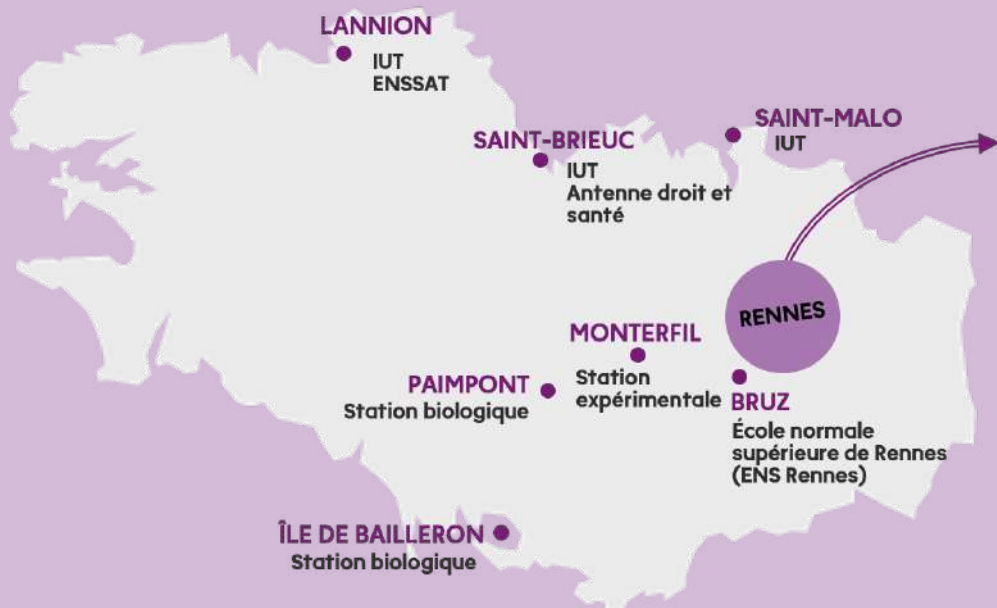 LANNION
IUT
ENSSAT
SAINT-BRIEUC
IUT
Antenne droit et
santé
SAINT-MALO
IUT
RENNES
MONTERFIL
Station
expérimentale
PAIMPONT
Station biologique
BRUZ
École normale
supérieure de Rennes
(ENS Rennes)
ÎLE DE BAILLERON
Station biologique